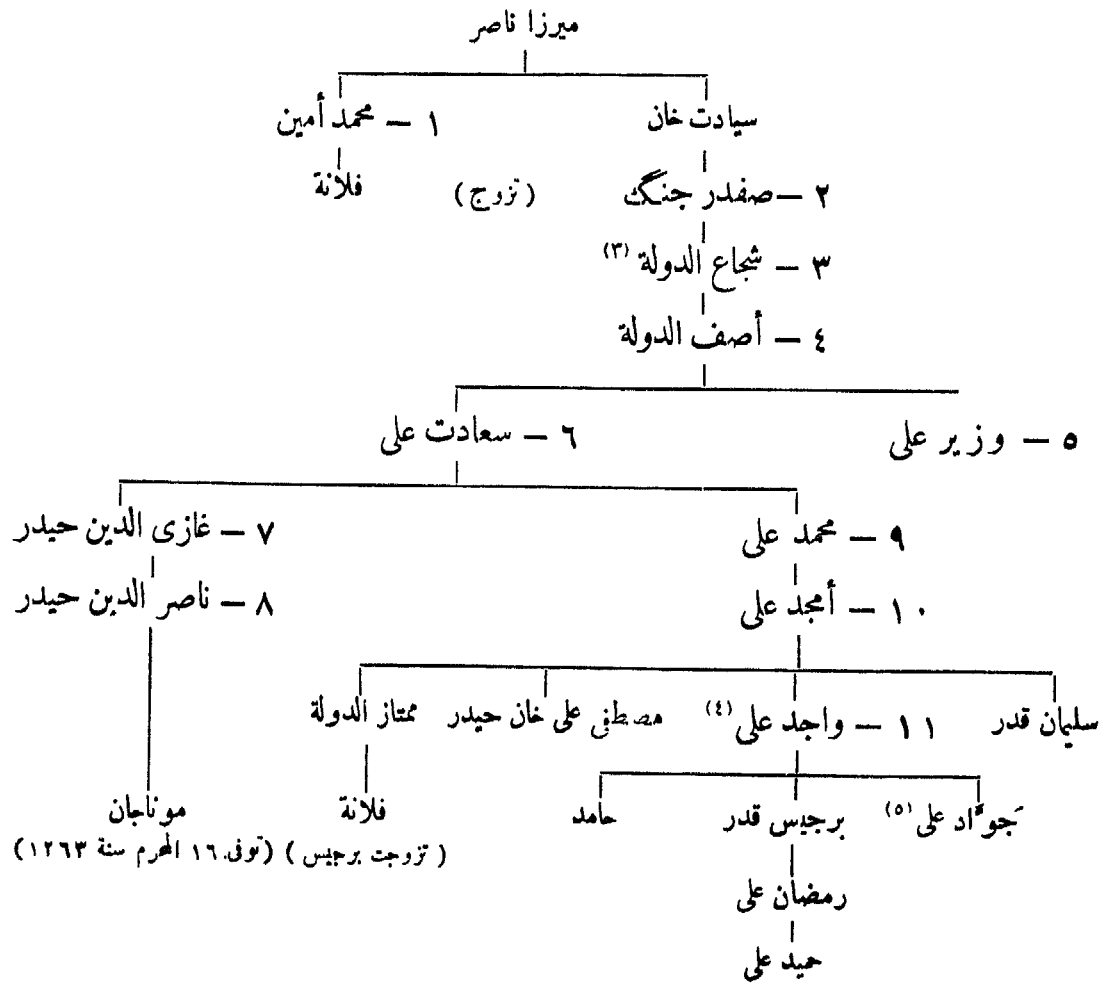 ميرزا ناصر
سيادت خان
١ – محمد أمين
٢ – صفدر جنگ
(تزوج)
فلانة
٣ – شجاع الدولة (٣)
٤ – أصف الدولة
٥ – وزير على
٦ – سعادت على
٩ – محمد على
٧ – غازى الدين حيدر
١٠ – أمجد على
٨ – ناصر الدين حيدر
سليمان قدر
١١ – واجد على (٤)
مصطفى على خان حيدر
ممتاز الدولة
جوّاد على (٥)
برجيس قدر
حامد
فلانة
موناجان
(تزوجت برجيس) (توفى ١٦ المحرم سنة ١٢٦٣)
رمضان على
حميد على